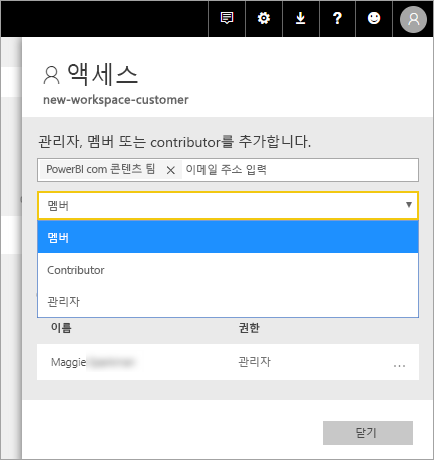 액세스
new-workspace-customer
관리자, 멤버 또는 contributor를 추가합니다.
PowerBI com 콘텐츠 팀 × 이메일 주소 입력
멤버
멤버
Contributor
관리자
이름 권한
Maggie 관리자 ...
닫기